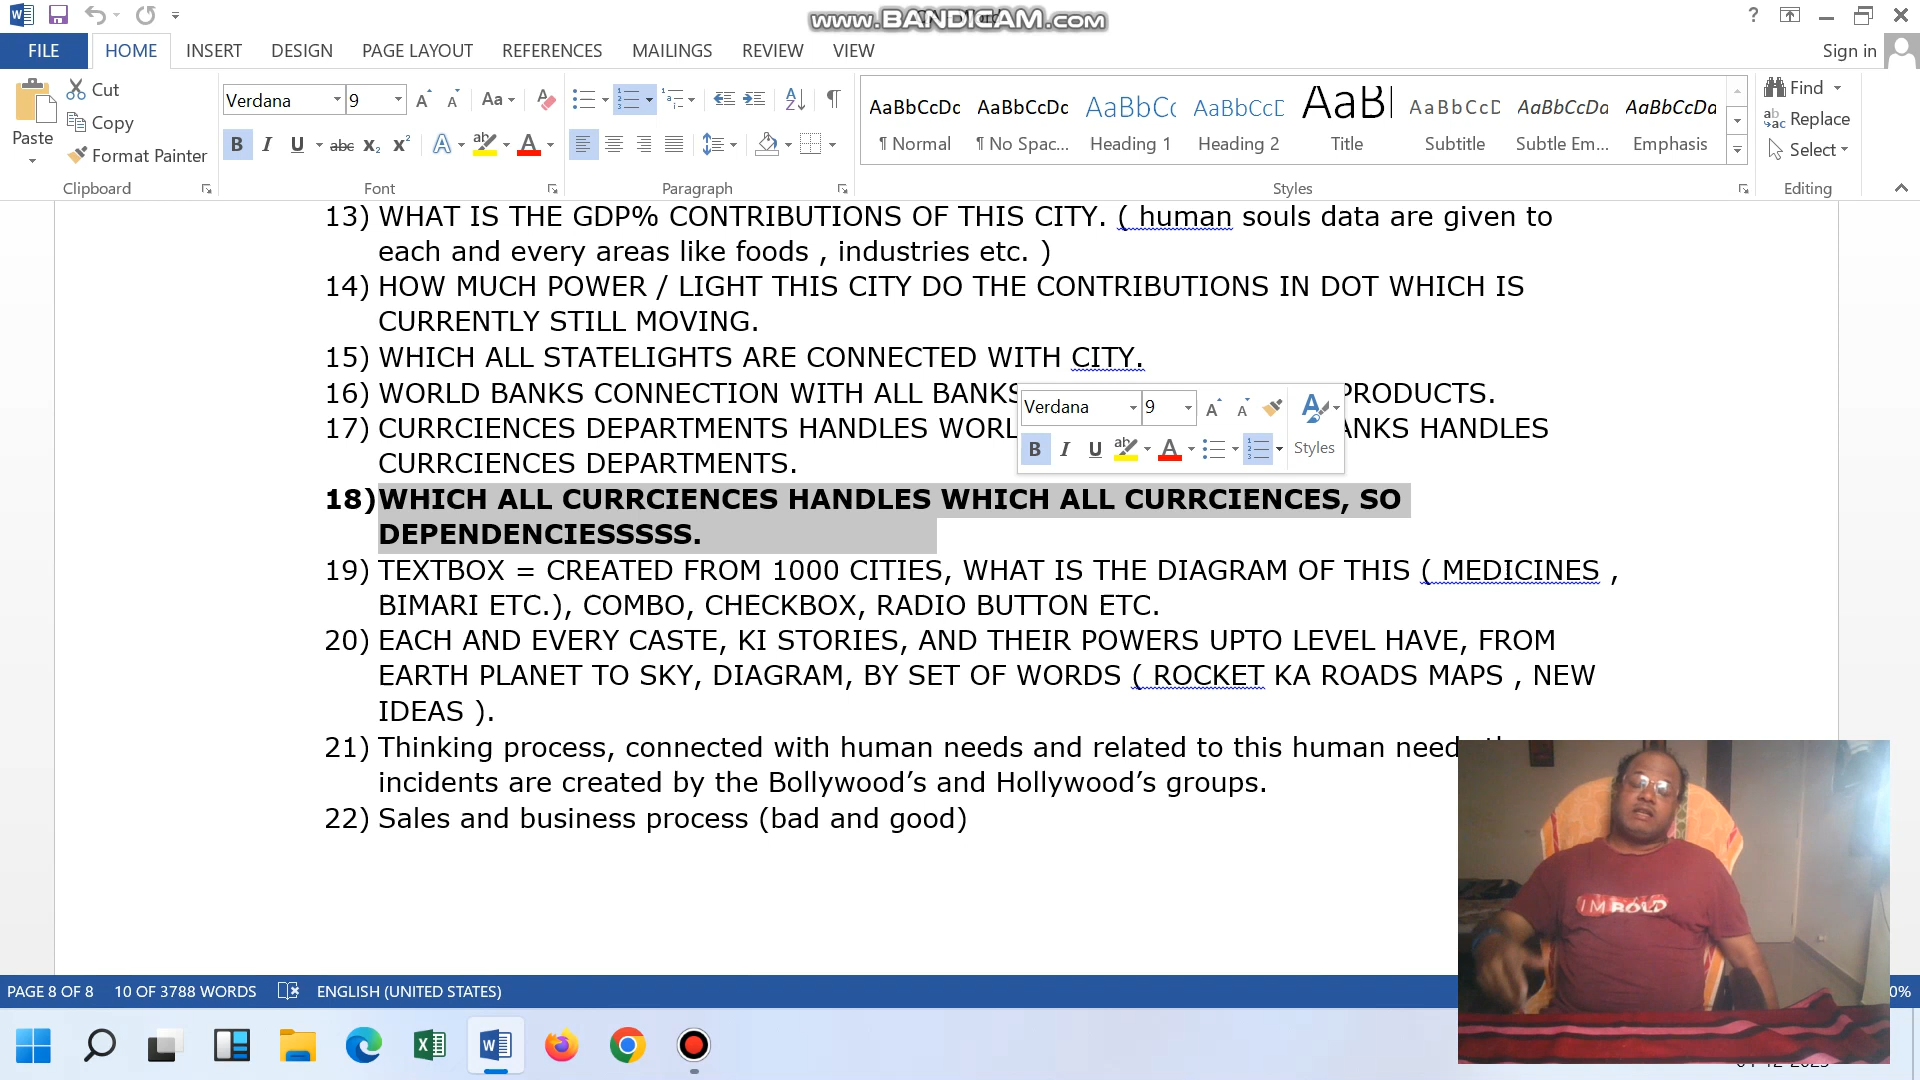 www.BANDICAM.com
FILE HOME INSERT DESIGN PAGE LAYOUT REFERENCES MAILINGS REVIEW VIEW Sign in
Paste Cut Copy Format Painter
Verdana 9
AaBbCcDc AaBbCcDc AaBbC AaBbCcD AaB AaBbCcD AaBbCcDa AaBbCcDa
¶ Normal ¶ No Spac... Heading 1 Heading 2 Title Subtitle Subtle Em... Emphasis
Find Replace Select
Clipboard Font Paragraph Styles Editing
13) WHAT IS THE GDP% CONTRIBUTIONS OF THIS CITY. ( human souls data are given to
each and every areas like foods , industries etc. )
14) HOW MUCH POWER / LIGHT THIS CITY DO THE CONTRIBUTIONS IN DOT WHICH IS
CURRENTLY STILL MOVING.
15) WHICH ALL STATELIGHTS ARE CONNECTED WITH CITY.
16) WORLD BANKS CONNECTION WITH ALL BANKS PRODUCTS.
Verdana 9
17) CURRCIENCES DEPARTMENTS HANDLES HANDLES
B I U Styles
CURRCIENCES DEPARTMENTS.
18) WHICH ALL CURRCIENCES HANDLES WHICH ALL CURRCIENCES, SO
DEPENDENCIESSSSS.
19) TEXTBOX = CREATED FROM 1000 CITIES, WHAT IS THE DIAGRAM OF THIS ( MEDICINES ,
BIMARI ETC.), COMBO, CHECKBOX, RADIO BUTTON ETC.
20) EACH AND EVERY CASTE, KI STORIES, AND THEIR POWERS UPTO LEVEL HAVE, FROM
EARTH PLANET TO SKY, DIAGRAM, BY SET OF WORDS ( ROCKET KA ROADS MAPS , NEW
IDEAS ).
21) Thinking process, connected with human needs and related to this human
incidents are created by the Bollywood’s and Hollywood’s groups.
22) Sales and business process (bad and good)
I M BOLD
PAGE 8 OF 8 10 OF 3788 WORDS ENGLISH (UNITED STATES)